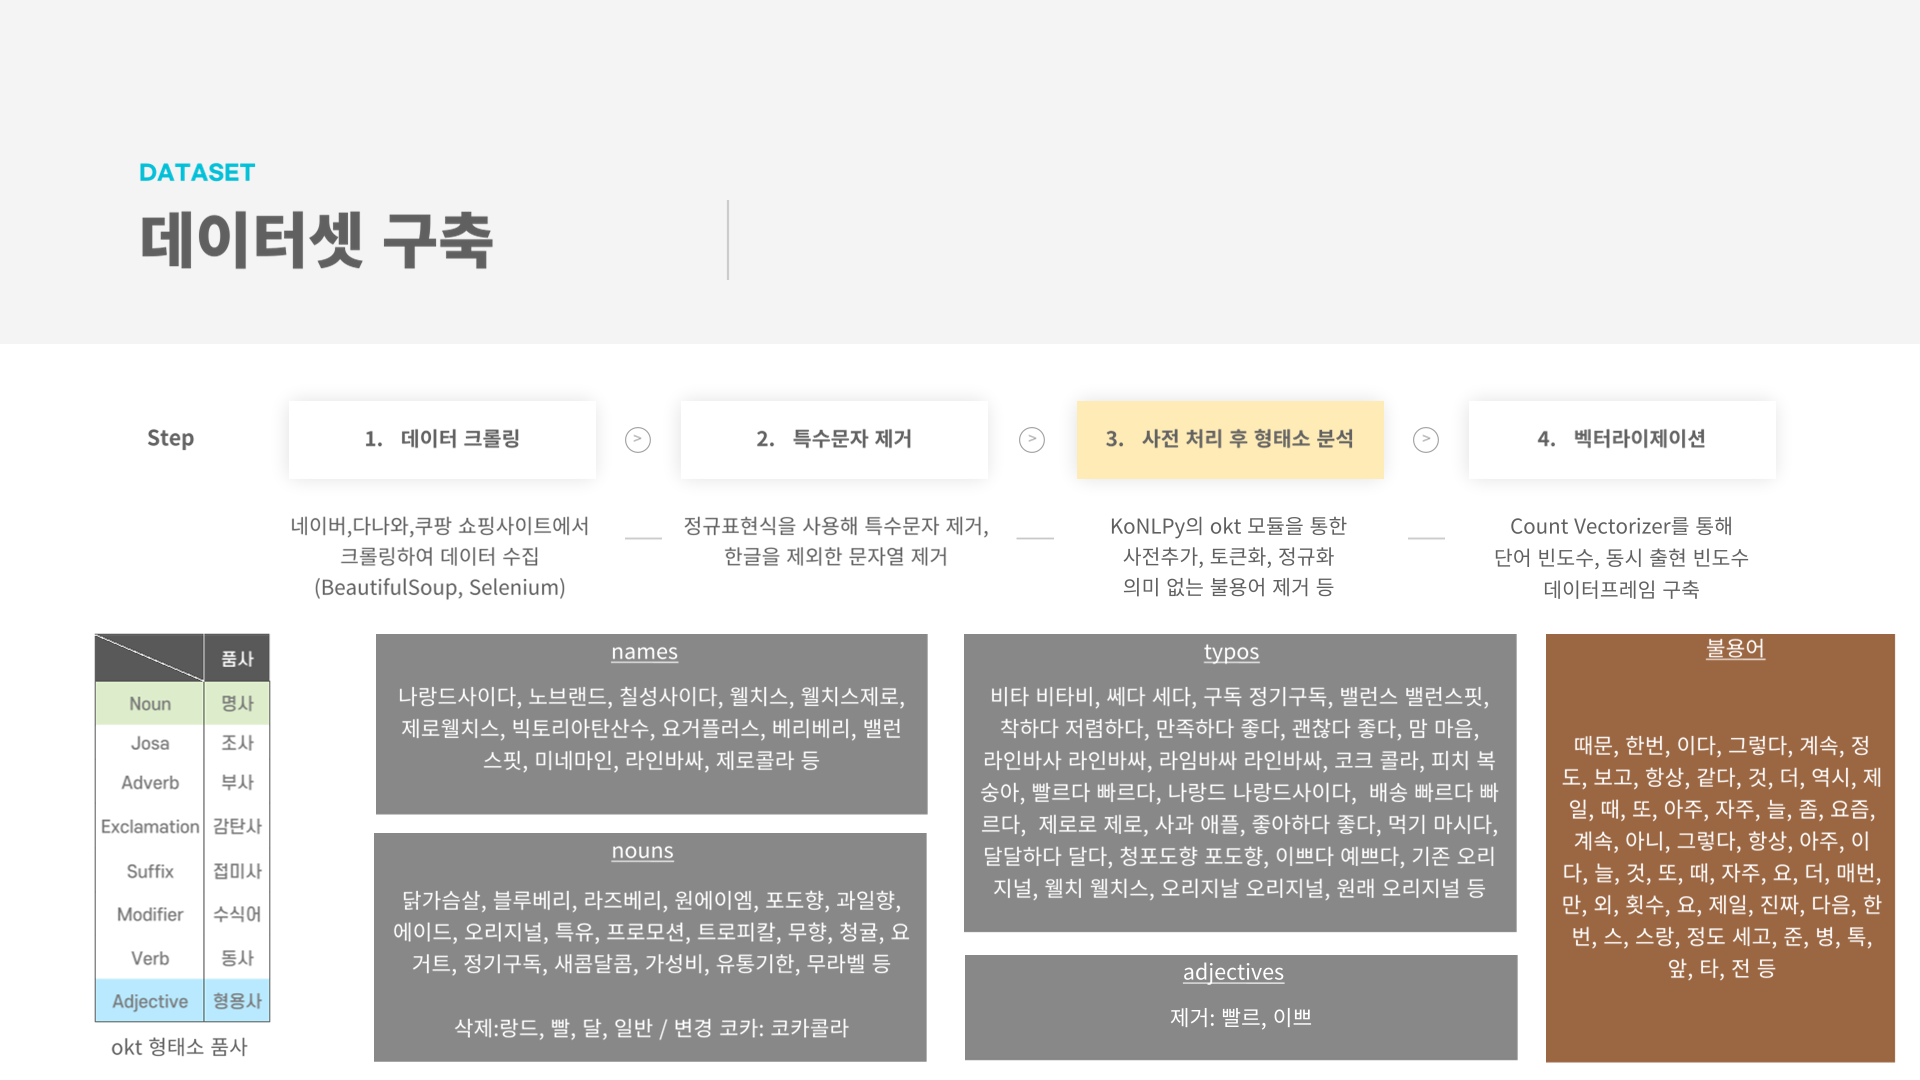 DATASET
데이터셋 구축
Step
1. 데이터 크롤링
>
2. 특수문자 제거
>
3. 사전 처리 후 형태소 분석
>
4. 벡터라이제이션
네이버,다나와,쿠팡 쇼핑사이트에서
크롤링하여 데이터 수집
(BeautifulSoup, Selenium)
정규표현식을 사용해 특수문자 제거,
한글을 제외한 문자열 제거
KoNLPy의 okt 모듈을 통한
사전추가, 토큰화, 정규화
의미 없는 불용어 제거 등
Count Vectorizer를 통해
단어 빈도수, 동시 출현 빈도수
데이터프레임 구축
품사
Noun 명사
Josa 조사
Adverb 부사
Exclamation 감탄사
Suffix 접미사
Modifier 수식어
Verb 동사
Adjective 형용사
okt 형태소 품사
names
나랑드사이다, 노브랜드, 칠성사이다, 웰치스, 웰치스제로,
제로웰치스, 빅토리아탄산수, 요거플러스, 베리베리, 밸런
스핏, 미네마인, 라인바싸, 제로콜라 등
nouns
닭가슴살, 블루베리, 라즈베리, 원에이엠, 포도향, 과일향,
에이드, 오리지널, 특유, 프로모션, 트로피칼, 무향, 청귤, 요
거트, 정기구독, 새콤달콤, 가성비, 유통기한, 무라벨 등
삭제:랑드, 빨, 달, 일반 / 변경 코카: 코카콜라
typos
비타 비타비, 쎄다 세다, 구독 정기구독, 밸런스 밸런스핏,
착하다 저렴하다, 만족하다 좋다, 괜찮다 좋다, 맘 마음,
라인바사 라인바싸, 라임바싸 라인바싸, 코크 콜라, 피치 복
숭아, 빨르다 빠르다, 나랑드 나랑드사이다, 배송 빠르다 빠
르다, 제로로 제로, 사과 애플, 좋아하다 좋다, 먹기 마시다,
달달하다 달다, 청포도향 포도향, 이쁘다 예쁘다, 기존 오리
지널, 웰치 웰치스, 오리지날 오리지널, 원래 오리지널 등
adjectives
제거: 빨르, 이쁘
불용어
때문, 한번, 이다, 그렇다, 계속, 정
도, 보고, 항상, 같다, 것, 더, 역시, 제
일, 때, 또, 아주, 자주, 늘, 좀, 요즘,
계속, 아니, 그렇다, 항상, 아주, 이
다, 늘, 것, 또, 때, 자주, 요, 더, 매번,
만, 외, 횟수, 요, 제일, 진짜, 다음, 한
번, 스, 스랑, 정도 세고, 준, 병, 톡,
앞, 타, 전 등